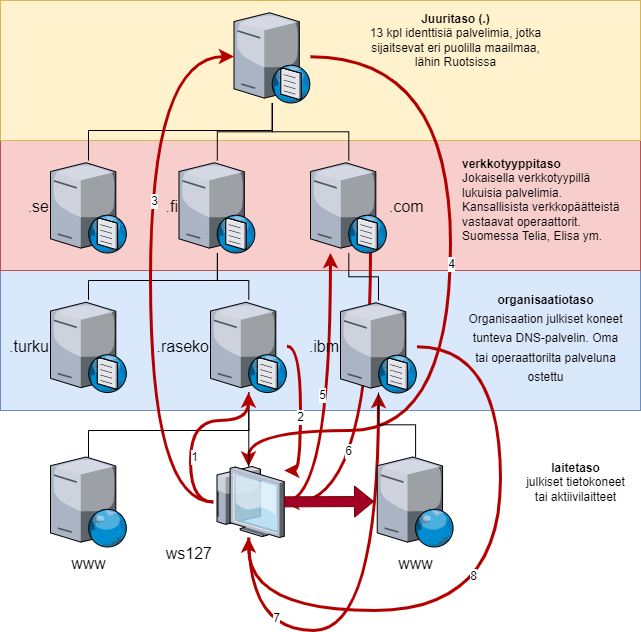 Juuritaso (.)
13 kpl identtisiä palvelimia, jotka
sijaitsevat eri puolilla maailmaa,
lähin Ruotsissa
verkkotyyppitaso
Jokaisella verkkotyypillä
lukuisia palvelimia.
Kansallisista verkkopäätteistä
vastaavat operaattorit.
Suomessa Telia, Elisa ym.
.se
.fi
.com
3
4
organisaatiotaso
Organisaation julkiset koneet
tunteva DNS-palvelin. Oma
tai operaattorilta palveluna
ostettu
.turku
.raseko
.ibm
5
2
6
1
laitetaso
julkiset tietokoneet
tai aktiivilaitteet
www
ws127
www
8
7